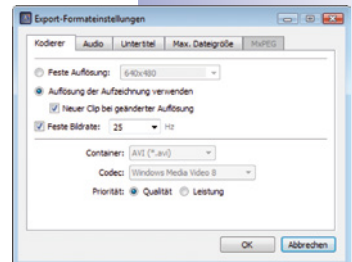 Export-Formateinstellungen
Kodierer Audio Untertitel Max. Dateigröße MxPEG
Feste Auflösung: 640x480
Auflösung der Aufzeichnung verwenden
Neuer Clip bei geänderter Auflösung
Feste Bildrate: 25 Hz
Container: AVI (*.avi)
Codec: Windows Media Video 8
Priorität: Qualität Leistung
OK Abbrechen